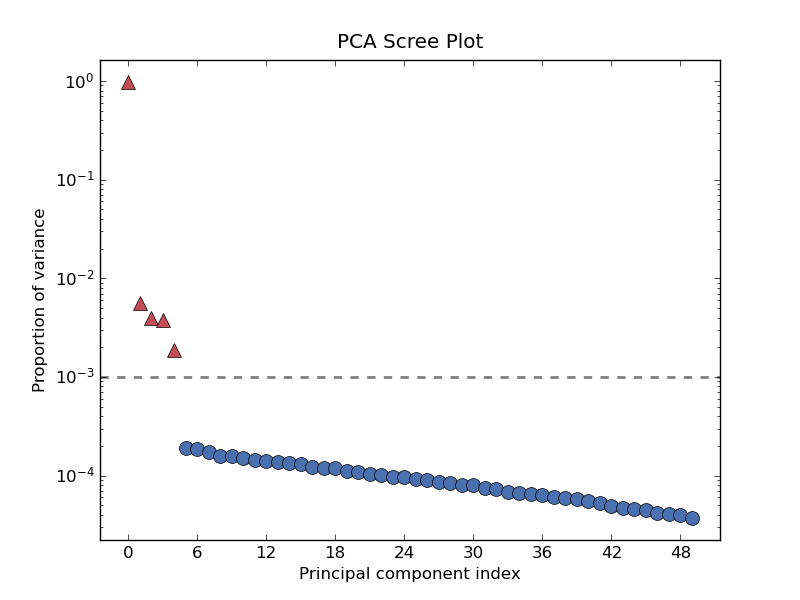 PCA Scree Plot
Proportion of variance
10⁰
10⁻¹
10⁻²
10⁻³
10⁻⁴
0 6 12 18 24 30 36 42 48
Principal component index